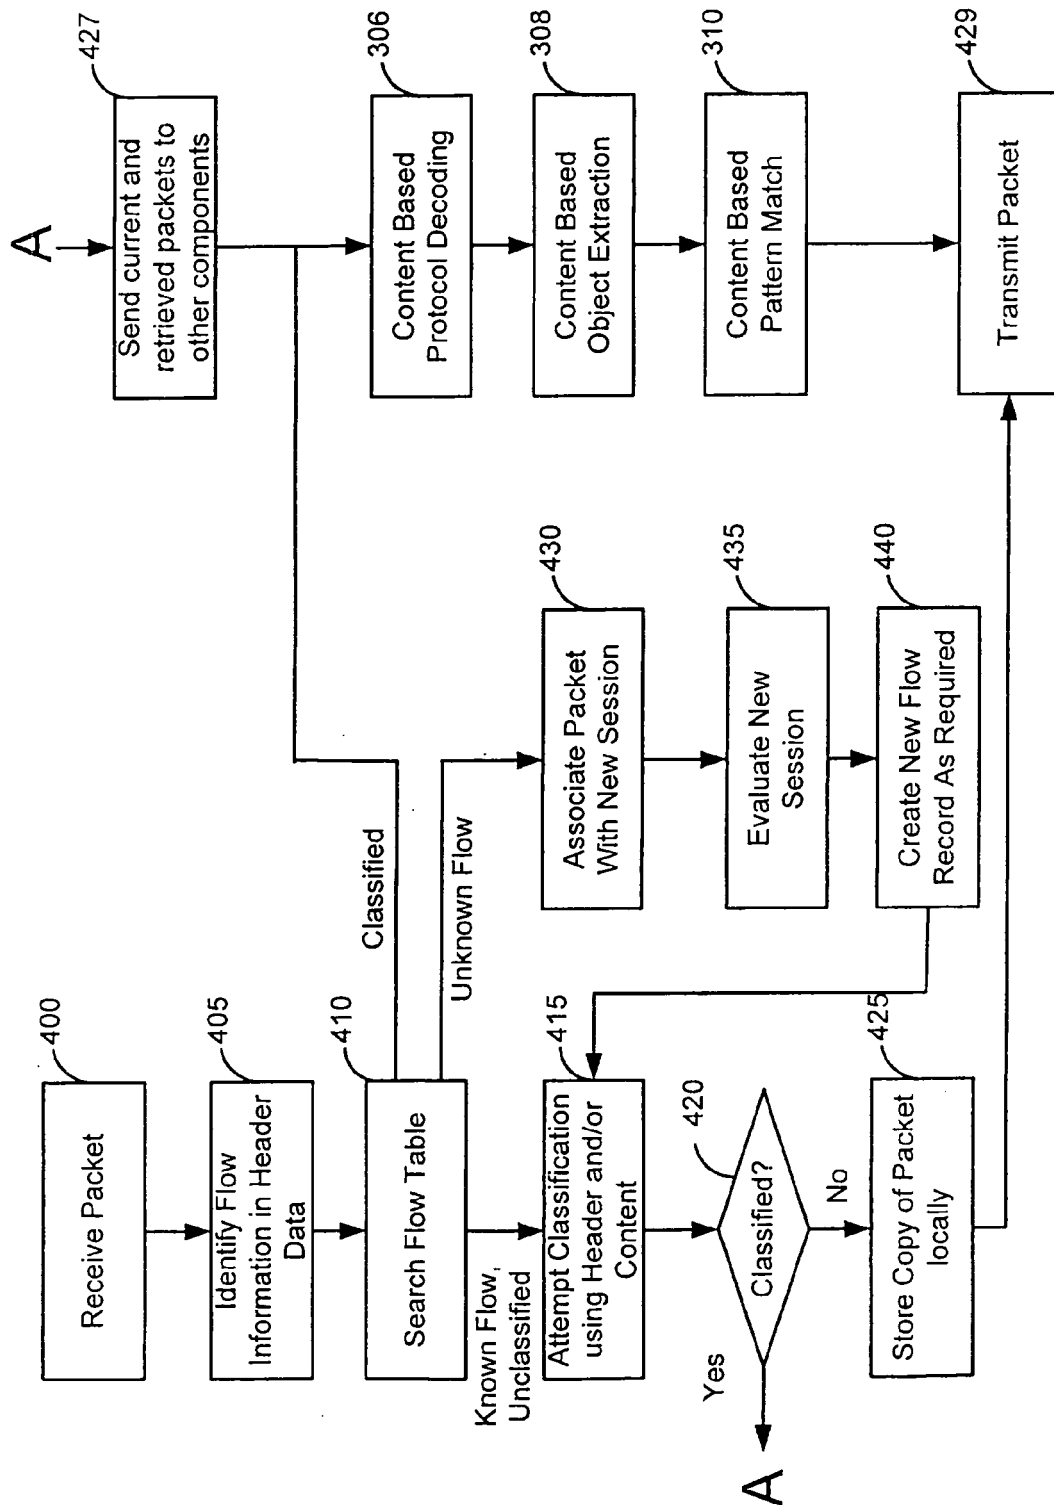 400
Receive Packet
405
Identify Flow
Information in Header
Data
410
Search Flow Table
Classified
Unknown Flow
Known Flow,
Unclassified
415
Attempt Classification
using Header and/or
Content
420
Classified?
Yes
A
No
425
Store Copy of Packet
locally
430
Associate Packet
With New Session
435
Evaluate New
Session
440
Create New Flow
Record As Required
A
427
Send current and
retrieved packets to
other components
306
Content Based
Protocol Decoding
308
Content Based
Object Extraction
310
Content Based
Pattern Match
429
Transmit Packet